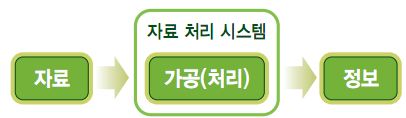 자료 처리 시스템
자료
가공(처리)
정보